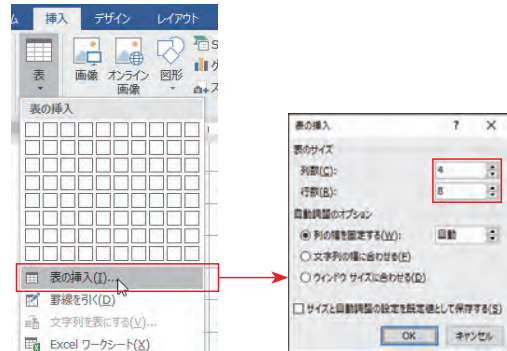 ム 挿入 デザイン レイアウト
表 画像 オンライン画像 図形
表の挿入
表の挿入(I)...
罫線を引く(D)
文字列を表にする(V)...
Excel ワークシート(X)
表の挿入 ? ×
表のサイズ
列数(C): 4
行数(R): 8
自動調整のオプション
列の幅を固定する(W): 自動
文字列の幅に合わせる(F)
ウィンドウ サイズに合わせる(D)
サイズと自動調整の設定を既定値として保存する(S)
OK キャンセル